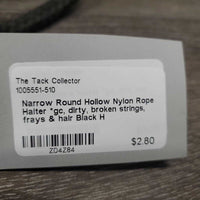 The Tack Collector
1005551-510
Narrow Round Hollow Nylon Rope
Halter *gc, dirty, broken strings,
frays & hair Black H
ZD4Z84
$2.80